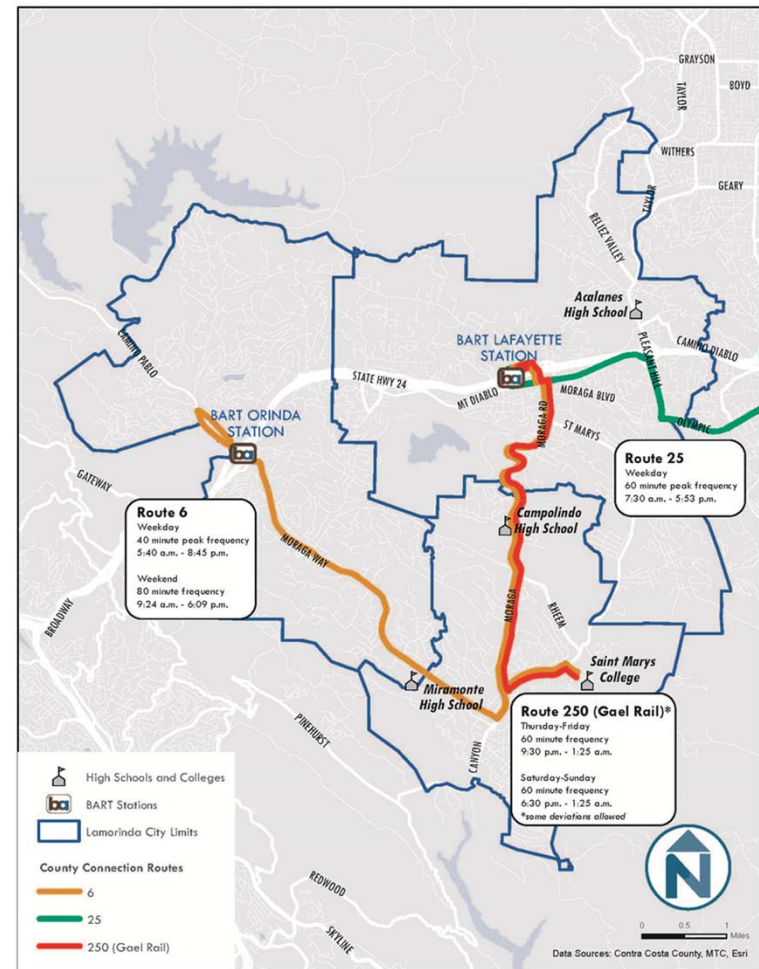 GRAYSON
BOYD
TAYLOR
WITHERS
GEARY
TAYLOR
RELIEZ VALLEY
Acalanes
High School
CAMINO PABLO
BART LAFAYETTE
STATION
PLEASANT HILL
CAMINO DIABLO
STATE HWY 24
MT DIABLO
MORAGA BLVD
BART ORINDA
STATION
ba
ba
MORAGA RD
ST MARYS
OLYMPIC
GATEWAY
Route 25
Weekday
60 minute peak frequency
7:30 a.m. - 5:53 p.m.
Route 6
Weekday
40 minute peak frequency
5:40 a.m. - 8:45 p.m.
Weekend
80 minute frequency
9:24 a.m. - 6:09 p.m.
Campolindo
High School
MORAGA WAY
BROADWAY
MORAGA
RHEEM
Saint Marys
College
Miramonte
High School
Route 250 (Gael Rail)*
Thursday-Friday
60 minute frequency
9:30 p.m. - 1:25 a.m.
Saturday-Sunday
60 minute frequency
6:30 p.m. - 1:25 a.m.
*some deviations allowed
PINEHURST
CANYON
High Schools and Colleges
ba
BART Stations
Lamorinda City Limits
County Connection Routes
6
25
250 (Gael Rail)
REDWOOD
SKYLINE
N
0 0.5 1
Miles
Data Sources: Contra Costa County, MTC, Esri